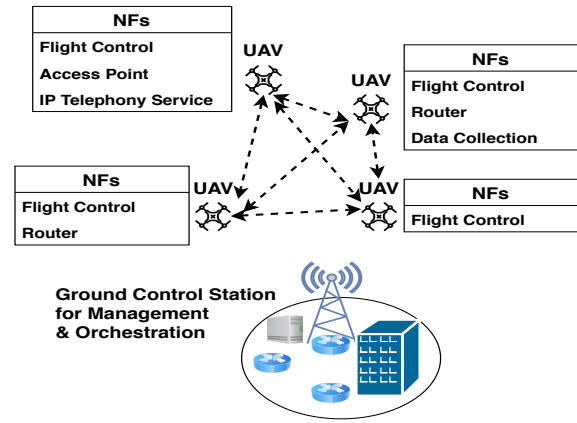 NFs
Flight Control
Access Point
IP Telephony Service
UAV
UAV
NFs
Flight Control
Router
Data Collection
NFs
Flight Control
Router
UAV
UAV
NFs
Flight Control
Ground Control Station
for Management
& Orchestration